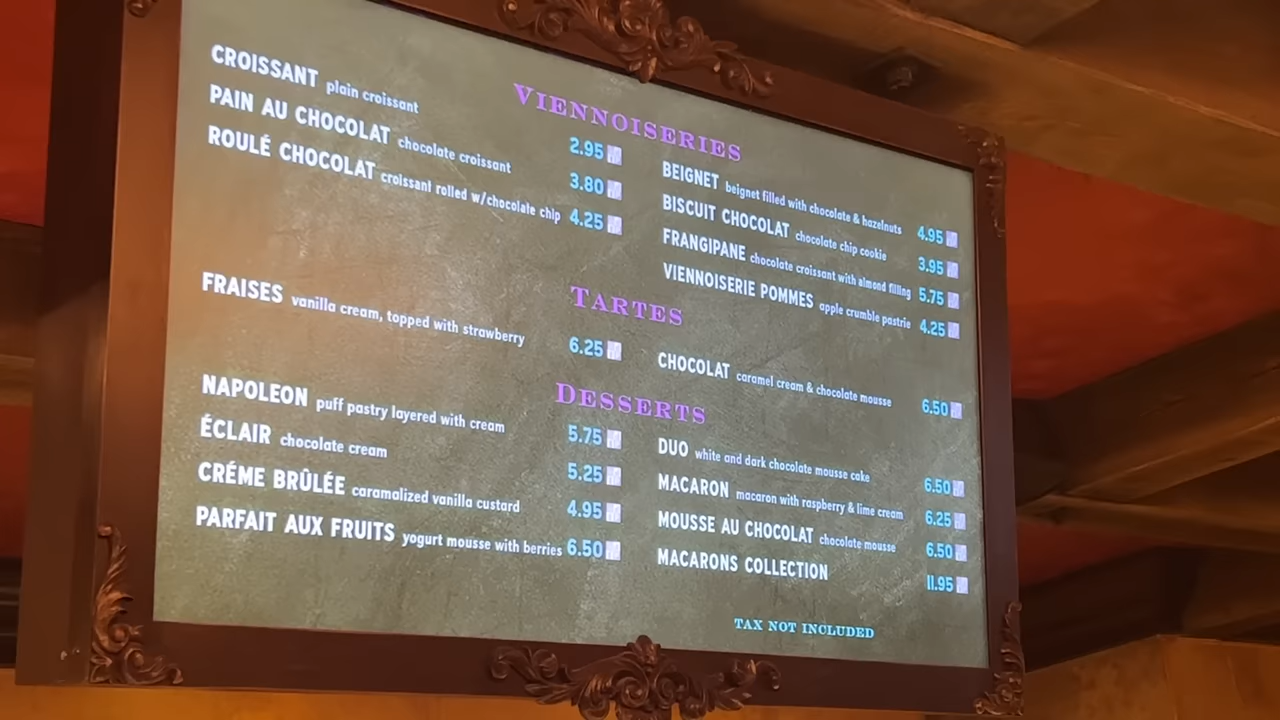 VIENNOISERIES
CROISSANT plain croissant 2.95
PAIN AU CHOCOLAT chocolate croissant 3.80
ROULÉ CHOCOLAT croissant rolled w/chocolate chip 4.25
BEIGNET beignet filled with chocolate & hazelnuts 4.95
BISCUIT CHOCOLAT chocolate chip cookie 3.95
FRANGIPANE chocolate croissant with almond filling 5.75
VIENNOISERIE POMMES apple crumble pastrie 4.25
TARTES
FRAISES vanilla cream, topped with strawberry 6.25
CHOCOLAT caramel cream & chocolate mousse 6.50
DESSERTS
NAPOLEON puff pastry layered with cream 5.75
ÉCLAIR chocolate cream 5.25
CRÉME BRÛLÉE caramalized vanilla custard 4.95
PARFAIT AUX FRUITS yogurt mousse with berries 6.50
DUO white and dark chocolate mousse cake 6.50
MACARON macaron with raspberry & lime cream 6.25
MOUSSE AU CHOCOLAT chocolate mousse 6.50
MACARONS COLLECTION 11.95
TAX NOT INCLUDED